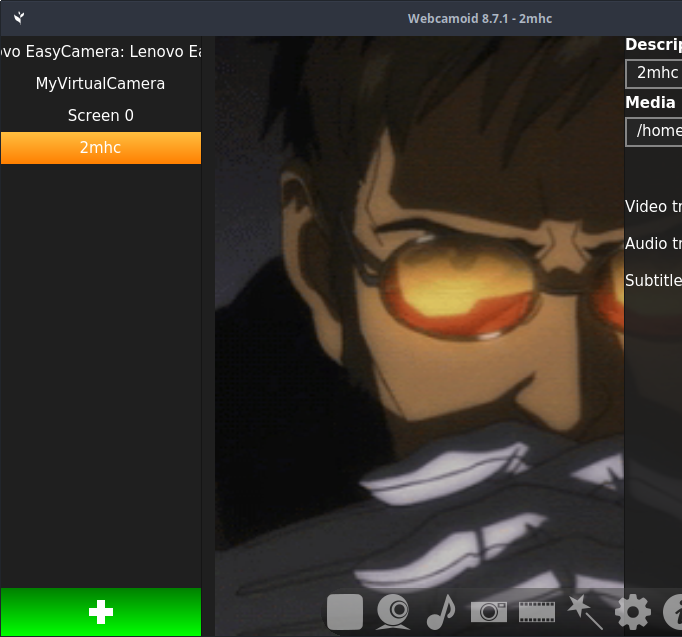 Webcamoid 8.7.1 - 2mhc
vo EasyCamera: Lenovo Ea
MyVirtualCamera
Screen 0
2mhc
Descrip
2mhc
Media
/home
Video tr
Audio tr
Subtitle